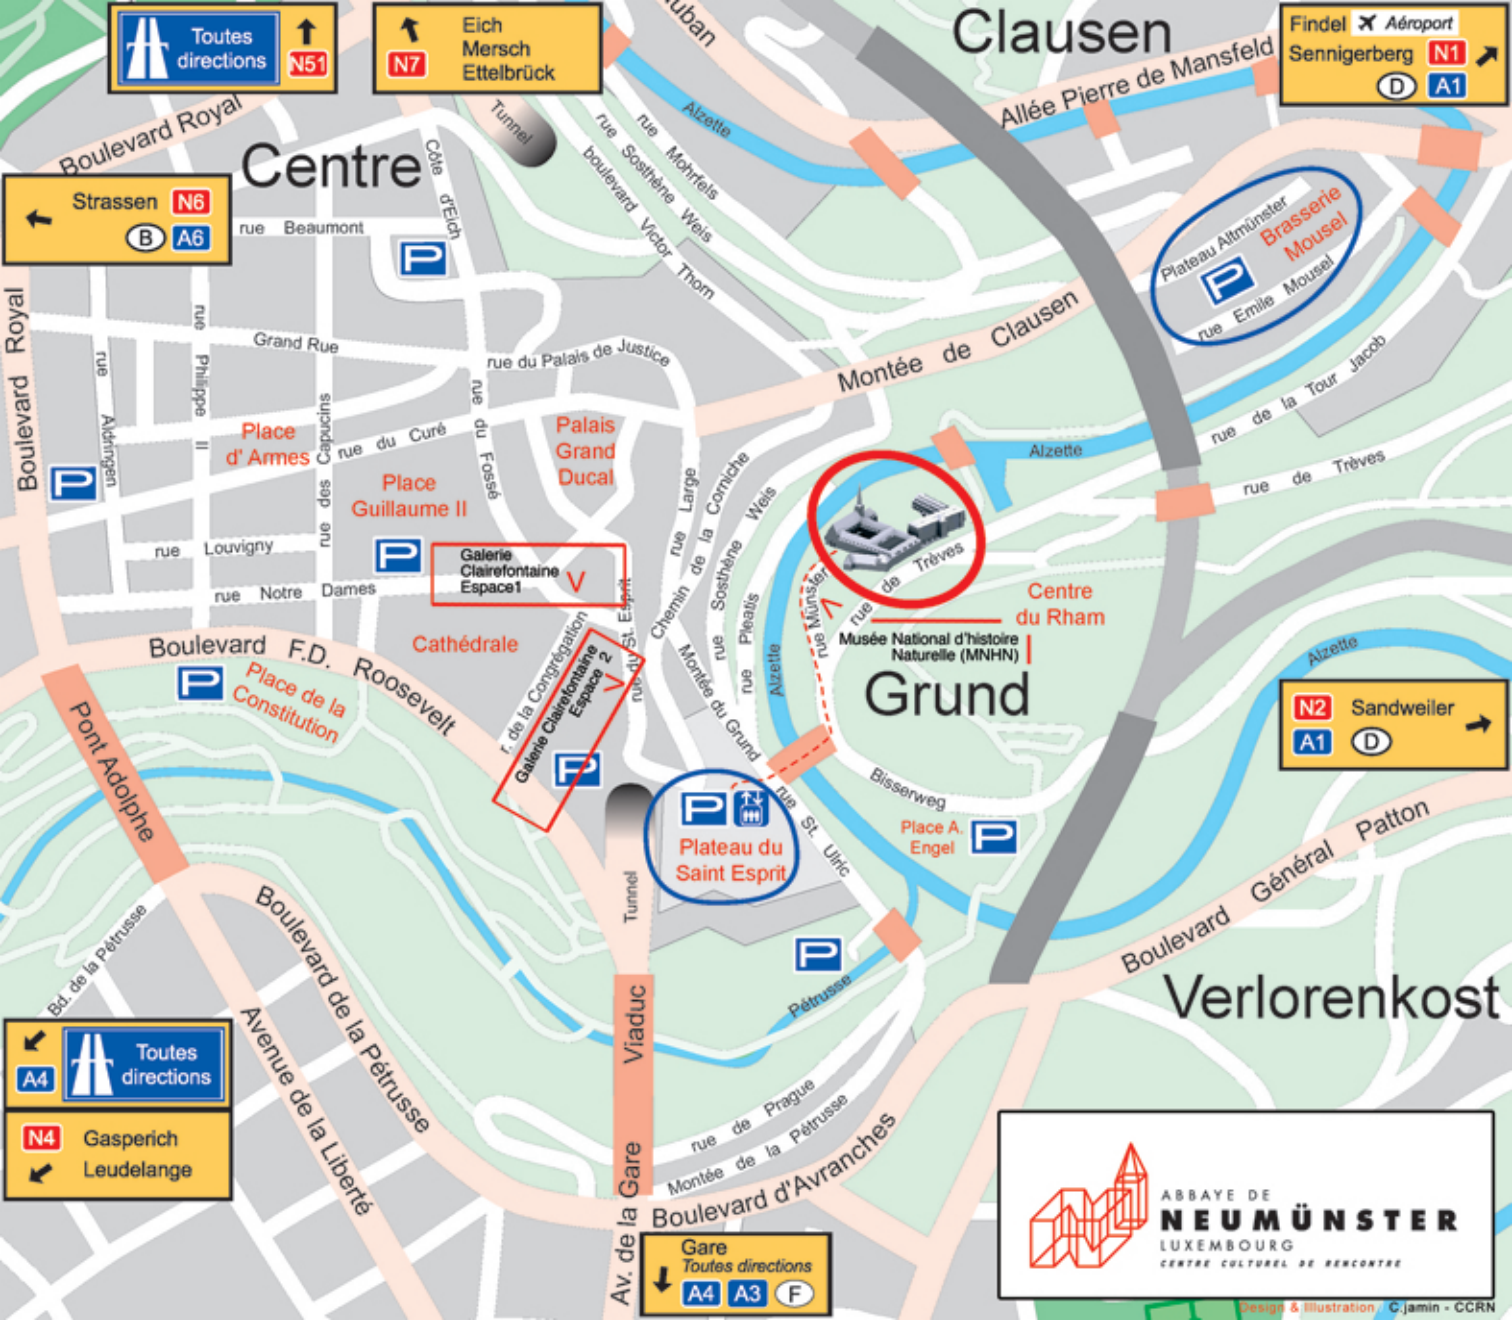 Toutes
directions
N51
Eich
N7
Mersch
Ettelbrück
uban
Clausen
Findel
Aéroport
Sennigerberg
N1
D
A1
Allée Pierre de Mansfeld
Boulevard Royal
Tunnel
Alzette
rue Mohrfels
rue Sosthène Weis
boulevard Victor Thorn
Centre
Côte d'Eich
Strassen
N6
B
A6
rue Beaumont
P
Plateau Altmünster
Brasserie
Mousel
P
rue Emile Mousel
Boulevard Royal
rue Aldringen
rue Philippe II
Grand Rue
rue du Palais de Justice
Montée de Clausen
rue de la Tour Jacob
rue des Capucins
rue du Fossé
Place
d' Armes
rue du Curé
Palais
Grand
Ducal
P
Place
Guillaume II
rue Large
Chemin de la Corniche
rue Sosthène Weis
Alzette
rue de Trèves
rue Louvigny
P
Galerie
Clairefontaine
Espace1
rue Notre Dames
rue du St. Esprit
rue Pleatis
rue Münster
rue de Trèves
Centre
du Rham
Musée National d'histoire
Naturelle (MNHN)
Grund
Boulevard F.D. Roosevelt
Cathédrale
r. de la Congrégation
Galerie Clairefontaine
Espace 2
P
P
Place de la
Constitution
Montée du Grund
Alzette
Alzette
N2
Sandweiler
A1
D
Pont Adolphe
P
Plateau du
Saint Esprit
rue St. Ulric
Bisserweg
Place A.
Engel
P
Boulevard Général Patton
Tunnel
P
Pétrusse
Verlorenkost
Bd. de la Pétrusse
Boulevard de la Pétrusse
Avenue de la Liberté
Viaduc
A4
Toutes
directions
N4
Gasperich
Leudelange
rue de Prague
Montée de la Pétrusse
Boulevard d'Avranches
Av. de la Gare
Gare
Toutes directions
A4
A3
F
ABBAYE DE
NEUMÜNSTER
LUXEMBOURG
CENTRE CULTUREL DE RENCONTRE
Design & Illustration C.jamin - CCRN